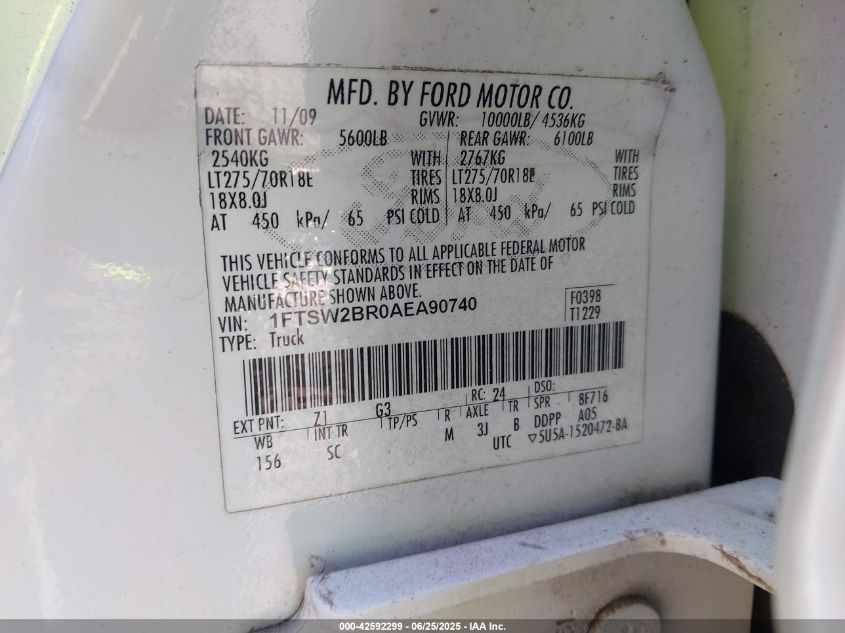 MFD. BY FORD MOTOR CO.
DATE: 11/09 GVWR: 10000LB/ 4536KG
FRONT GAWR: 5600LB REAR GAWR: 6100LB
2540KG WITH 2767KG WITH
LT275/70R18E TIRES LT275/70R18E TIRES
18X8.0J RIMS 18X8.0J RIMS
AT 450 kPa/ 65 PSI COLD AT 450 kPa/ 65 PSI COLD
THIS VEHICLE CONFORMS TO ALL APPLICABLE FEDERAL MOTOR
VEHICLE SAFETY STANDARDS IN EFFECT ON THE DATE OF
MANUFACTURE SHOWN ABOVE.
VIN: 1FTSW2BR0AEA90740 F0398
TYPE: Truck T1229
EXT PNT: Z1 G3 RC: 24 DSO:
WB INT TR TP/PS R AXLE TR SPR 8F716
156 SC M 3J B DDPP A05
UTC ▽5U5A-1520472-BA
000-42592299 - 06/25/2025 - IAA Inc.